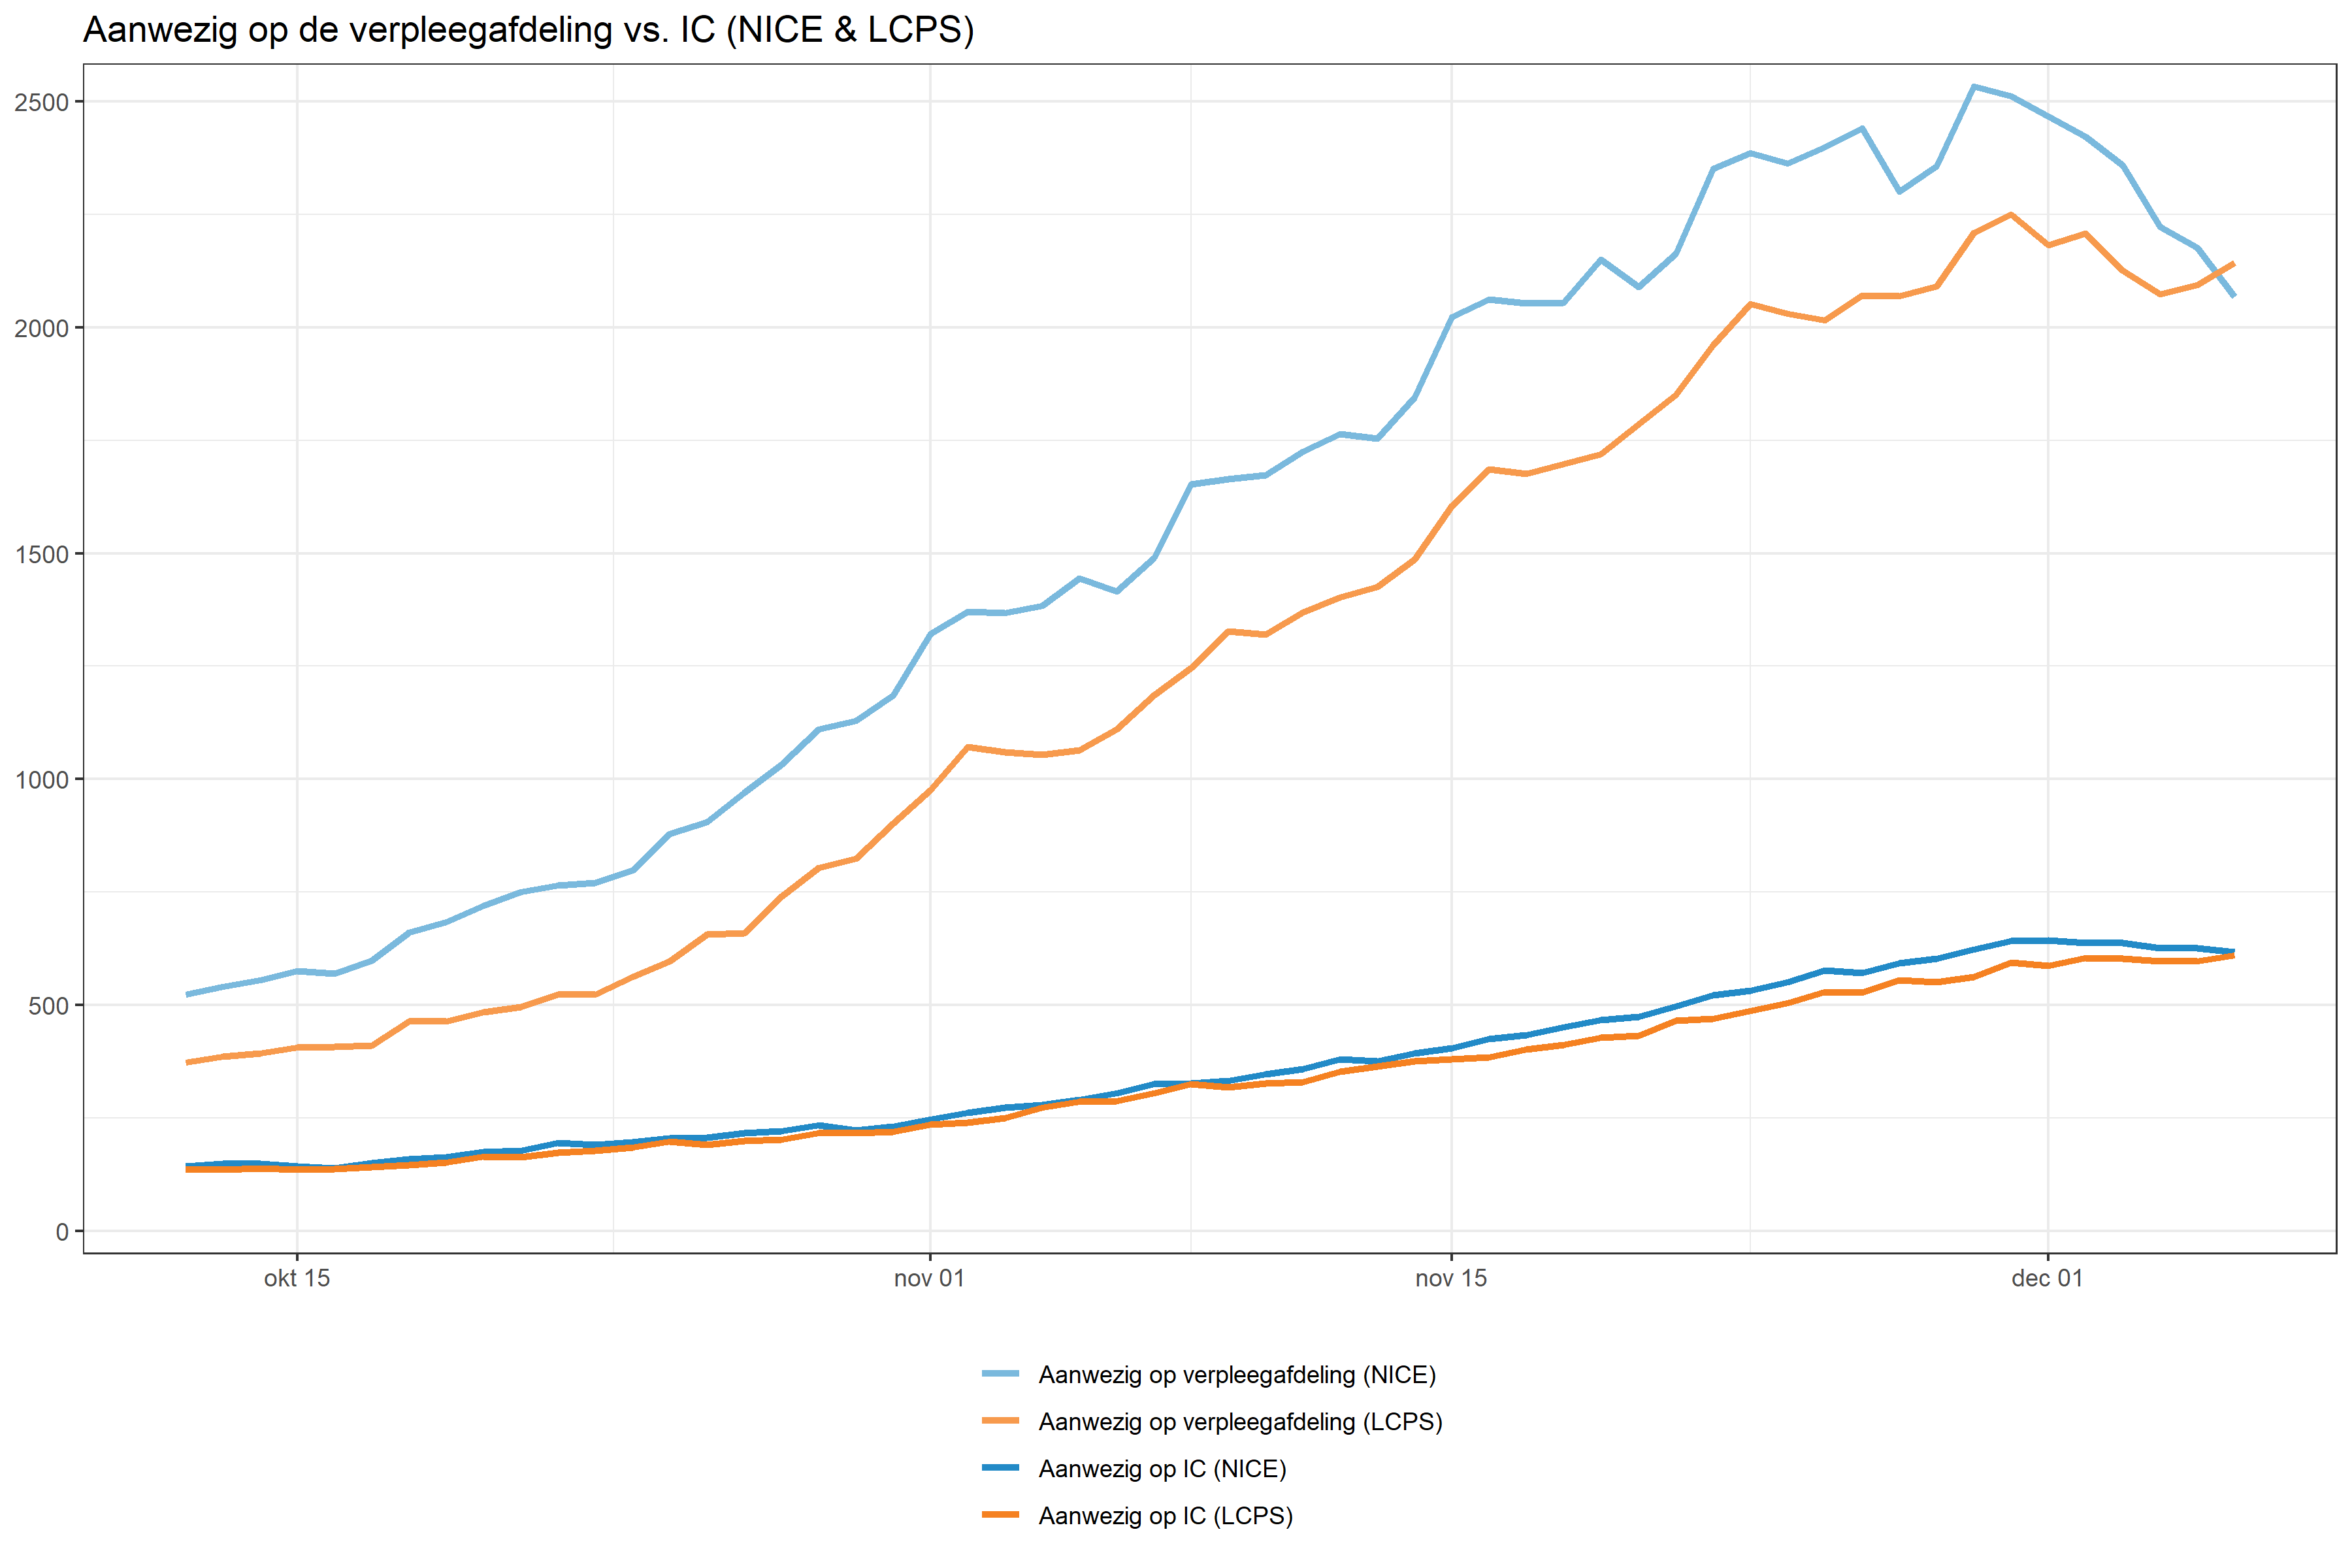 Aanwezig op de verpleegafdeling vs. IC (NICE & LCPS)
2500
2000
1500
1000
500
0
okt 15 nov 01 nov 15 dec 01
Aanwezig op verpleegafdeling (NICE)
Aanwezig op verpleegafdeling (LCPS)
Aanwezig op IC (NICE)
Aanwezig op IC (LCPS)